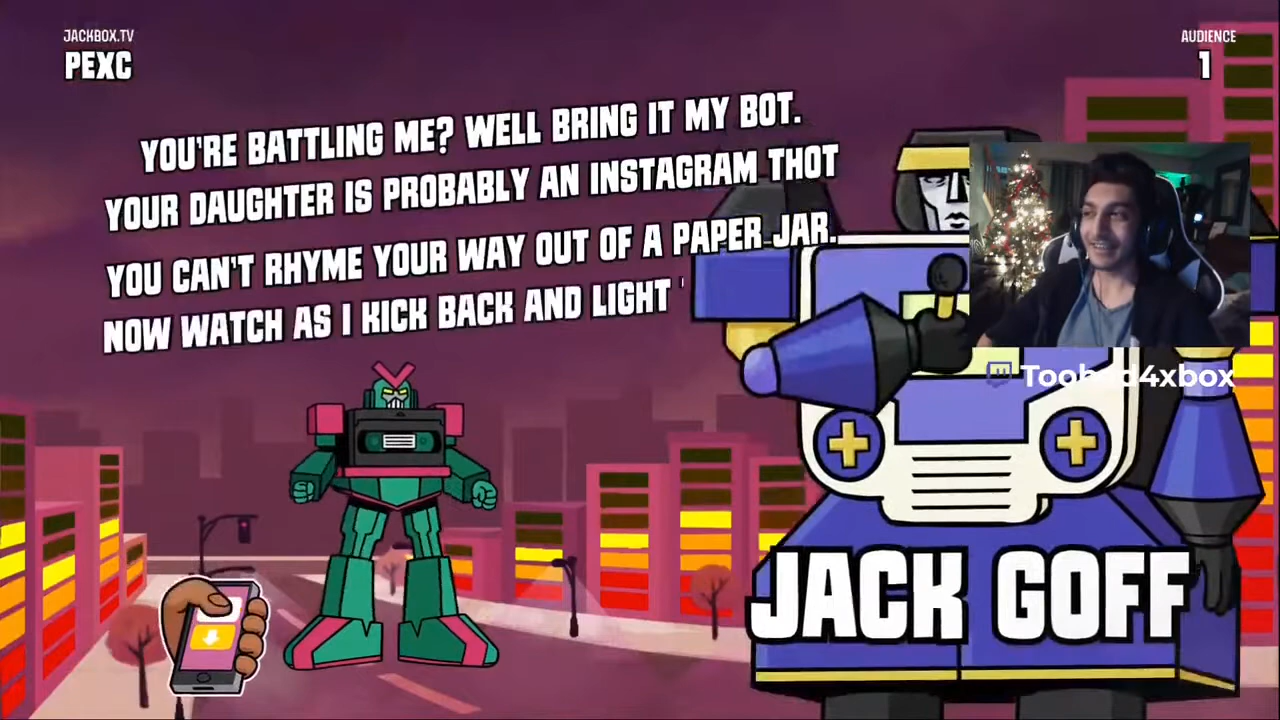 JACKBOX.TV
PEXC
AUDIENCE
1
YOU'RE BATTLING ME? WELL BRING IT MY BOT.
YOUR DAUGHTER IS PROBABLY AN INSTAGRAM THOT
YOU CAN'T RHYME YOUR WAY OUT OF A PAPER JAR.
NOW WATCH AS I KICK BACK AND LIGHT
JACK GOFF